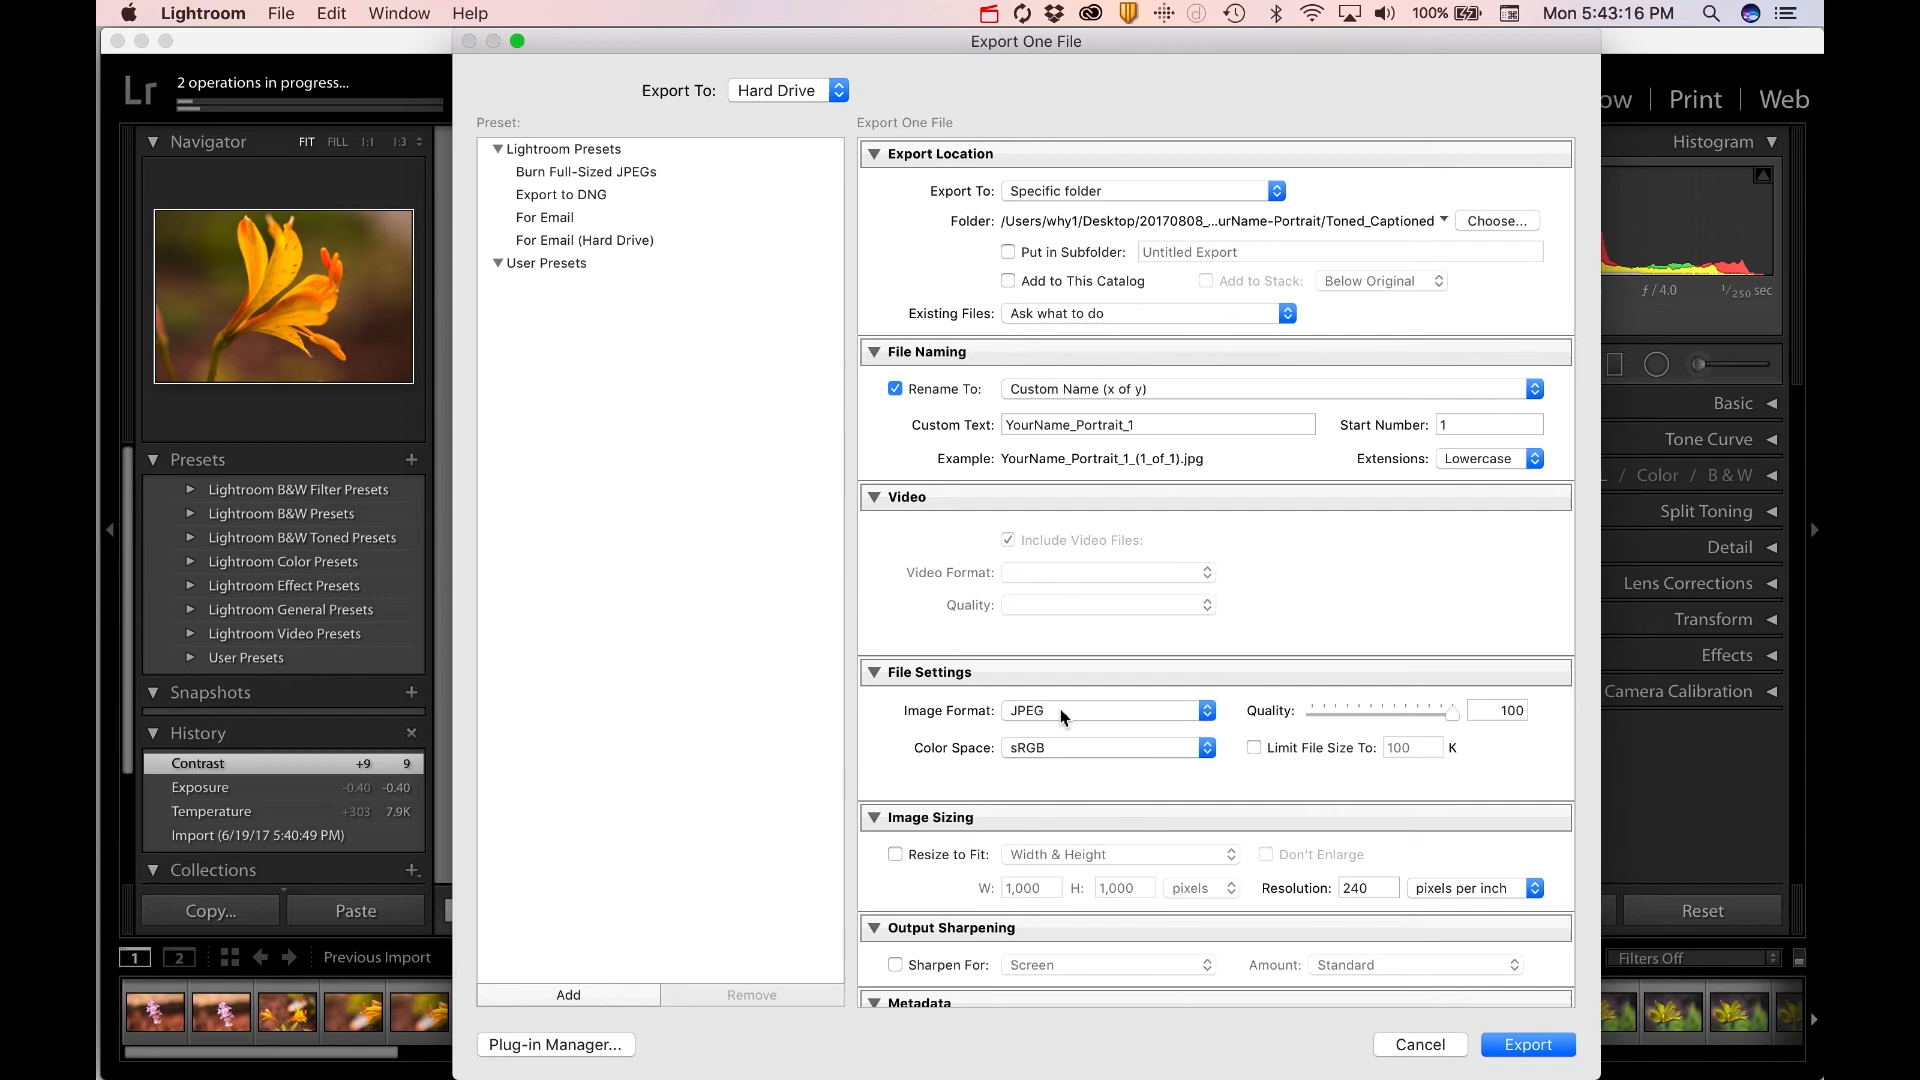 Lightroom File Edit Window Help 100% Mon 5:43:16 PM
Export One File
Lr 2 operations in progress...
Export To: Hard Drive
ow | Print | Web
Preset:
Export One File
Navigator FIT FILL 1:1 1:3
Histogram
Lightroom Presets
Burn Full-Sized JPEGs
Export to DNG
For Email
For Email (Hard Drive)
User Presets
Export Location
Export To: Specific folder
Folder: /Users/why1/Desktop/20170808_...urName-Portrait/Toned_Captioned Choose...
Put in Subfolder: Untitled Export
Add to This Catalog Add to Stack: Below Original
Existing Files: Ask what to do
ƒ / 4.0 1/250 sec
File Naming
Rename To: Custom Name (x of y)
Custom Text: YourName_Portrait_1 Start Number: 1
Example: YourName_Portrait_1_(1_of_1).jpg Extensions: Lowercase
Video
Include Video Files:
Video Format:
Quality:
File Settings
Image Format: JPEG Quality: 100
Color Space: sRGB Limit File Size To: 100 K
Image Sizing
Resize to Fit: Width & Height Don't Enlarge
W: 1,000 H: 1,000 pixels Resolution: 240 pixels per inch
Output Sharpening
Sharpen For: Screen Amount: Standard
Metadata
Presets
Lightroom B&W Filter Presets
Lightroom B&W Presets
Lightroom B&W Toned Presets
Lightroom Color Presets
Lightroom Effect Presets
Lightroom General Presets
Lightroom Video Presets
User Presets
Snapshots
History
Contrast +9 9
Exposure -0.40 -0.40
Temperature +303 7.9K
Import (6/19/17 5:40:49 PM)
Collections
Copy... Paste
Basic
Tone Curve
L / Color / B & W
Split Toning
Detail
Lens Corrections
Transform
Effects
Camera Calibration
Reset
1 2 Previous Import
Filters Off
Add Remove
Plug-in Manager... Cancel Export